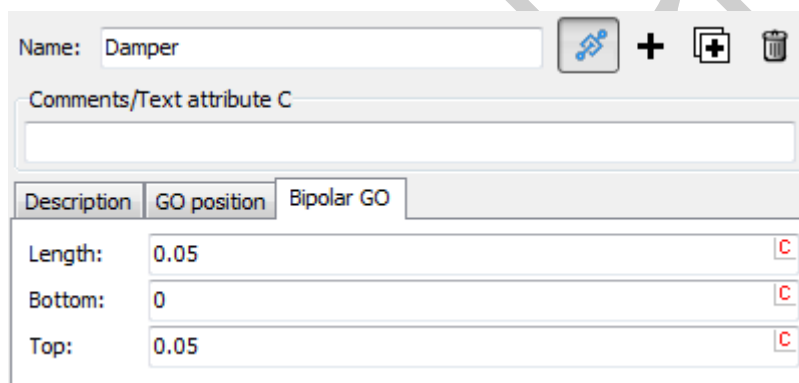 Name: Damper
Comments/Text attribute C
Description GO position Bipolar GO
Length: 0.05 C
Bottom: 0 C
Top: 0.05 C